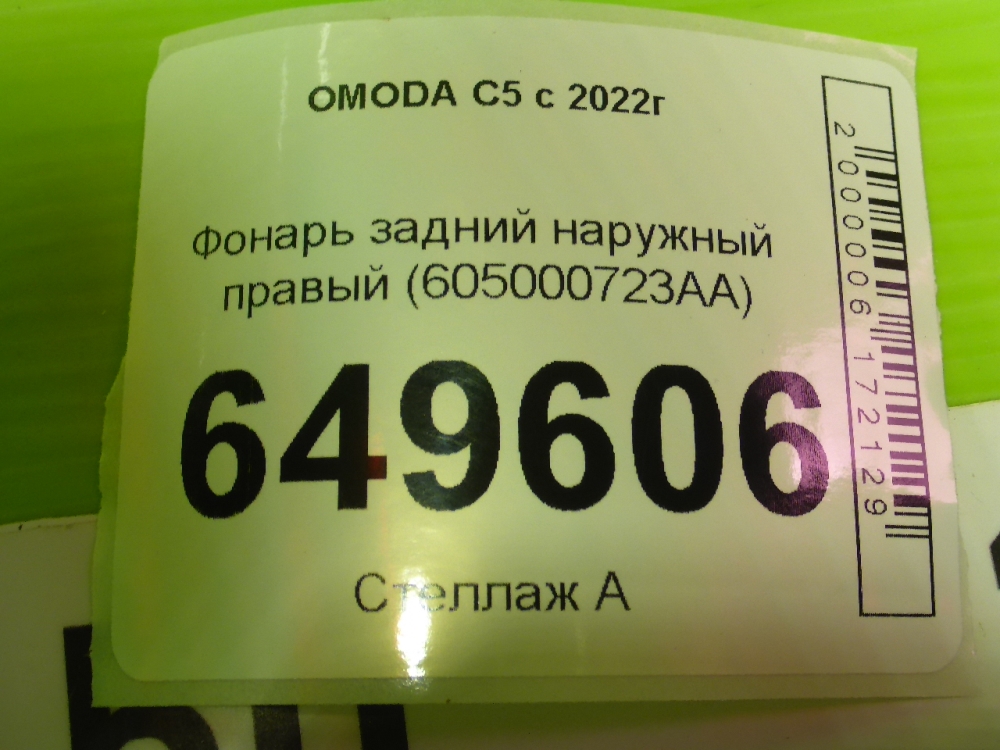 OMODA C5 с 2022г
Фонарь задний наружный
правый (605000723AA)
649606
Стеллаж А
2000006172129